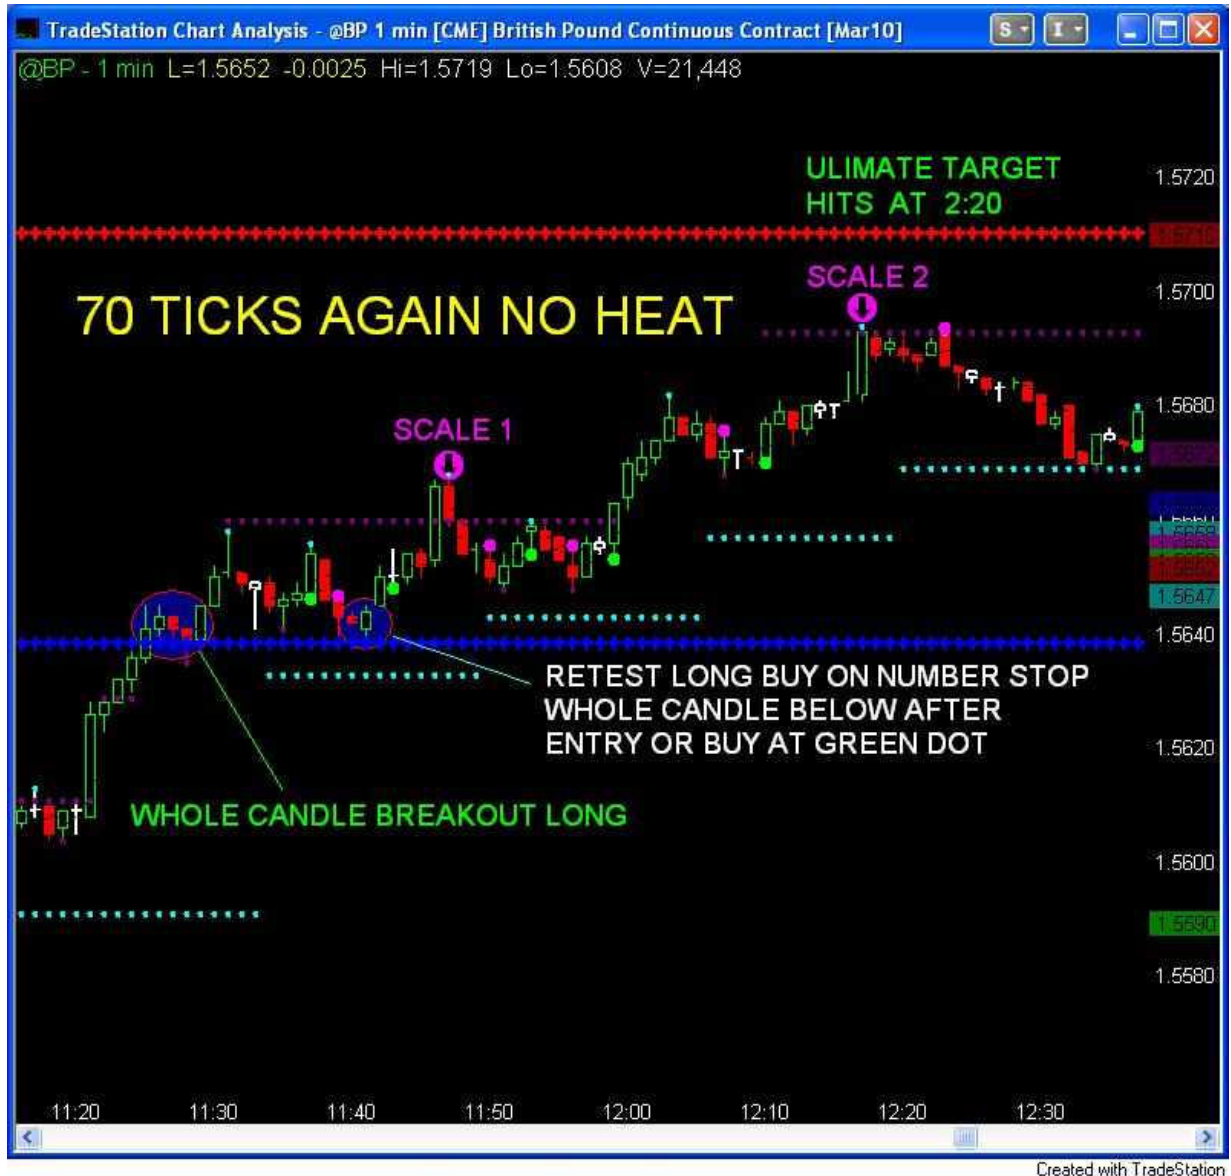 TradeStation Chart Analysis - @BP 1 min [CME] British Pound Continuous Contract [Mar10]
S
I
@BP - 1 min L=1.5652 -0.0025 Hi=1.5719 Lo=1.5608 V=21,448
ULIMATE TARGET
HITS AT 2:20
1.5720
SCALE 2
1.5700
70 TICKS AGAIN NO HEAT
1.5680
SCALE 1
1.5647
1.5640
RETEST LONG BUY ON NUMBER STOP
WHOLE CANDLE BELOW AFTER
ENTRY OR BUY AT GREEN DOT
1.5620
WHOLE CANDLE BREAKOUT LONG
1.5600
1.5590
1.5580
11:20 11:30 11:40 11:50 12:00 12:10 12:20 12:30
Created with TradeStation